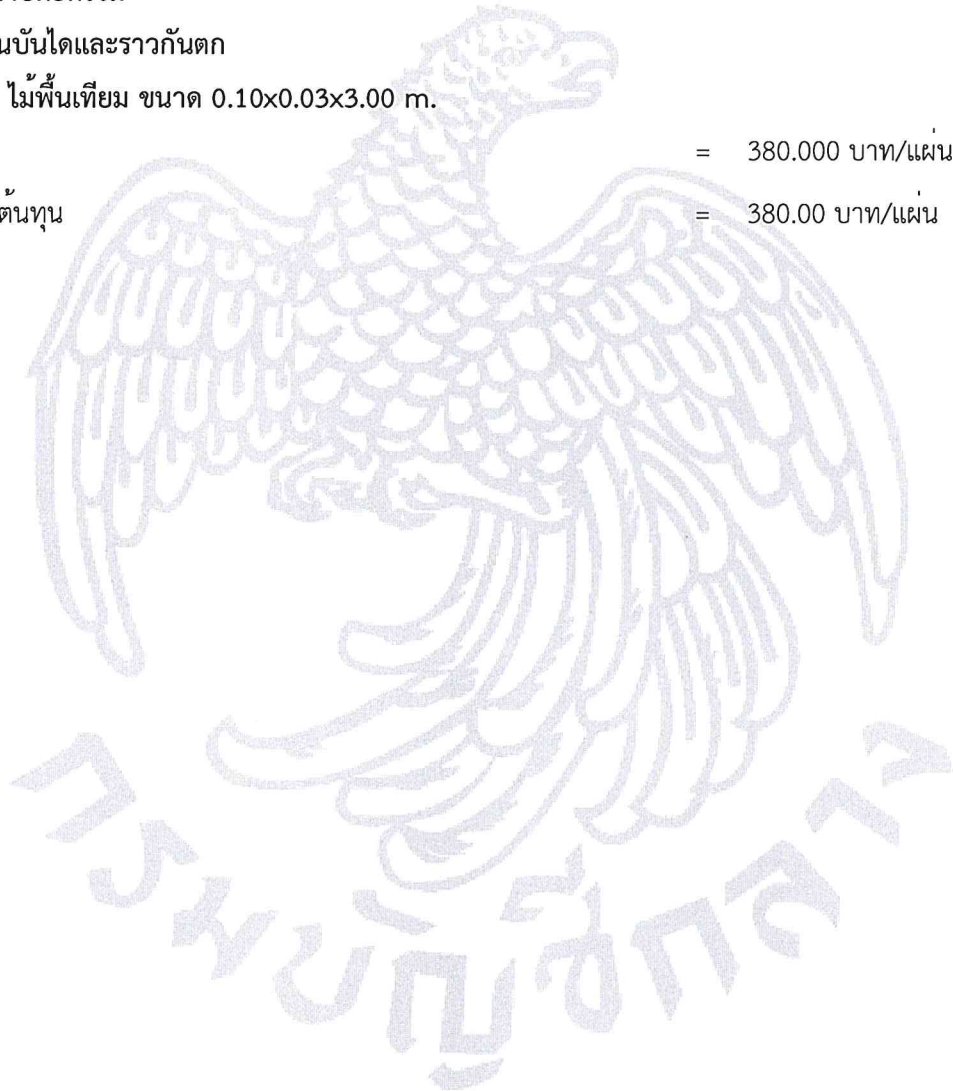 นบันไดและราวกันตก
ไม้พื้นเทียม ขนาด 0.10x0.03x3.00 m.
= 380.000 บาท/แผ่น
ต้นทุน = 380.00 บาท/แผ่น
กรมบัญชีกลาง